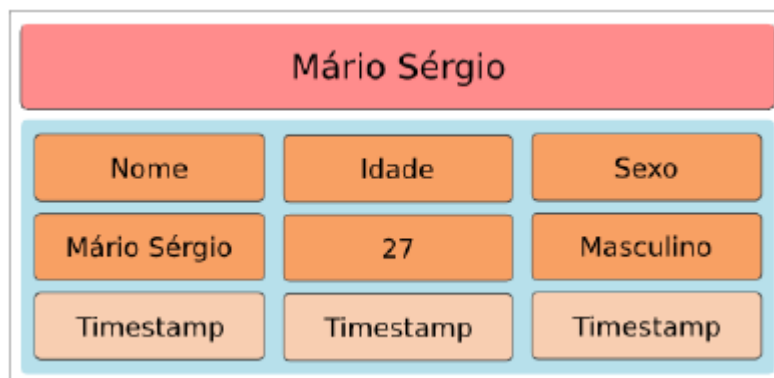 Mário Sérgio
Nome Idade Sexo
Mário Sérgio 27 Masculino
Timestamp Timestamp Timestamp